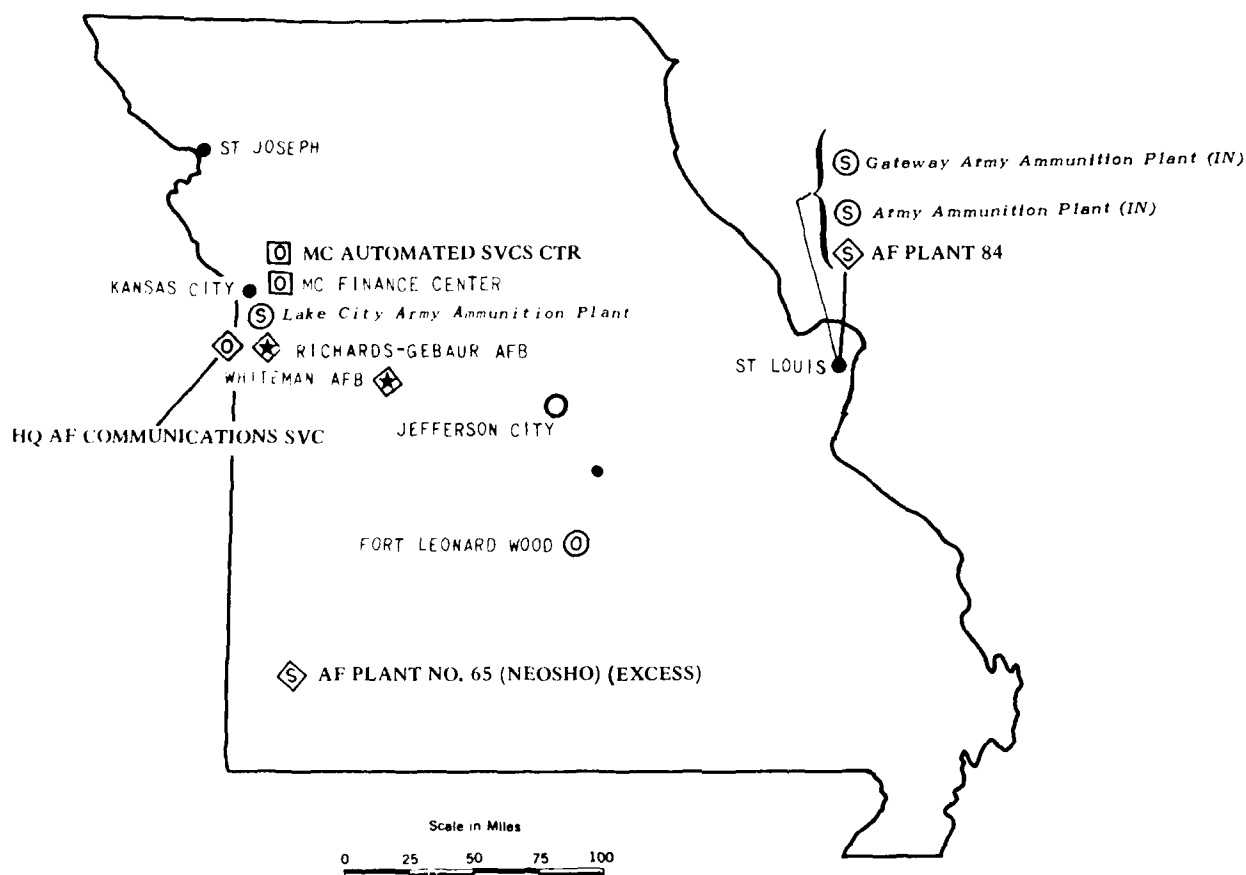 ST JOSEPH
S Gateway Army Ammunition Plant (IN)
S Army Ammunition Plant (IN)
S AF PLANT 84
O MC AUTOMATED SVCS CTR
KANSAS CITY O MC FINANCE CENTER
S Lake City Army Ammunition Plant
O RICHARDS-GEBAUR AFB
ST LOUIS
WHITEMAN AFB
HQ AF COMMUNICATIONS SVC
JEFFERSON CITY
FORT LEONARD WOOD O
S AF PLANT NO. 65 (NEOSHO) (EXCESS)
Scale in Miles
0 25 50 75 100